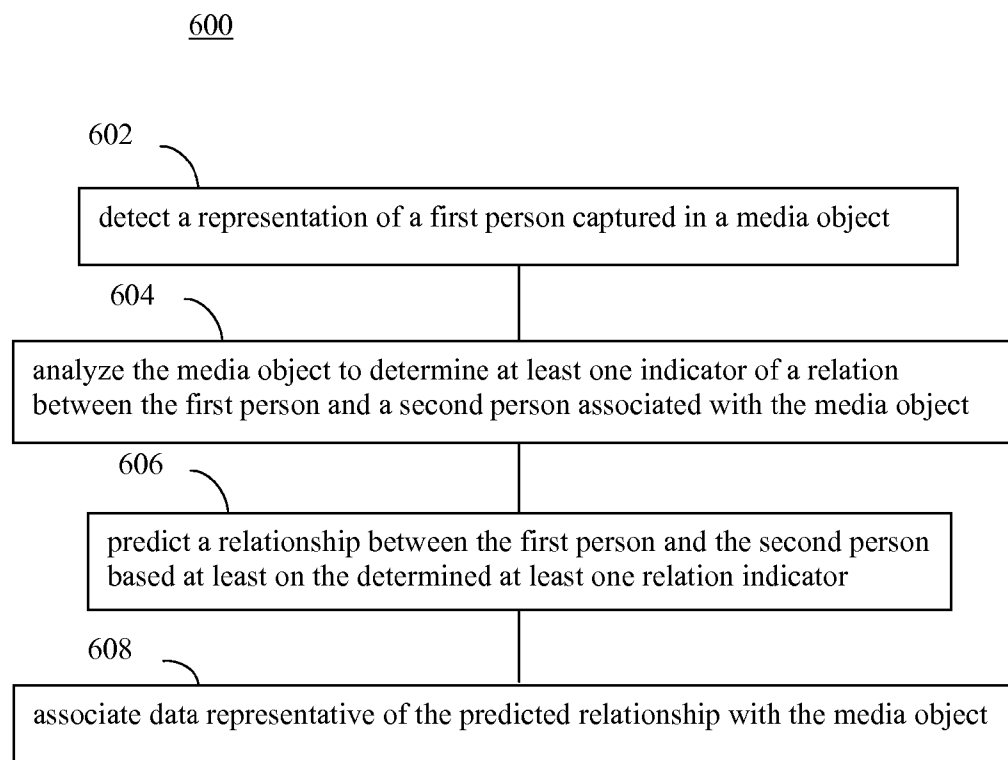 600
602
detect a representation of a first person captured in a media object
604
analyze the media object to determine at least one indicator of a relation
between the first person and a second person associated with the media object
606
predict a relationship between the first person and the second person
based at least on the determined at least one relation indicator
608
associate data representative of the predicted relationship with the media object